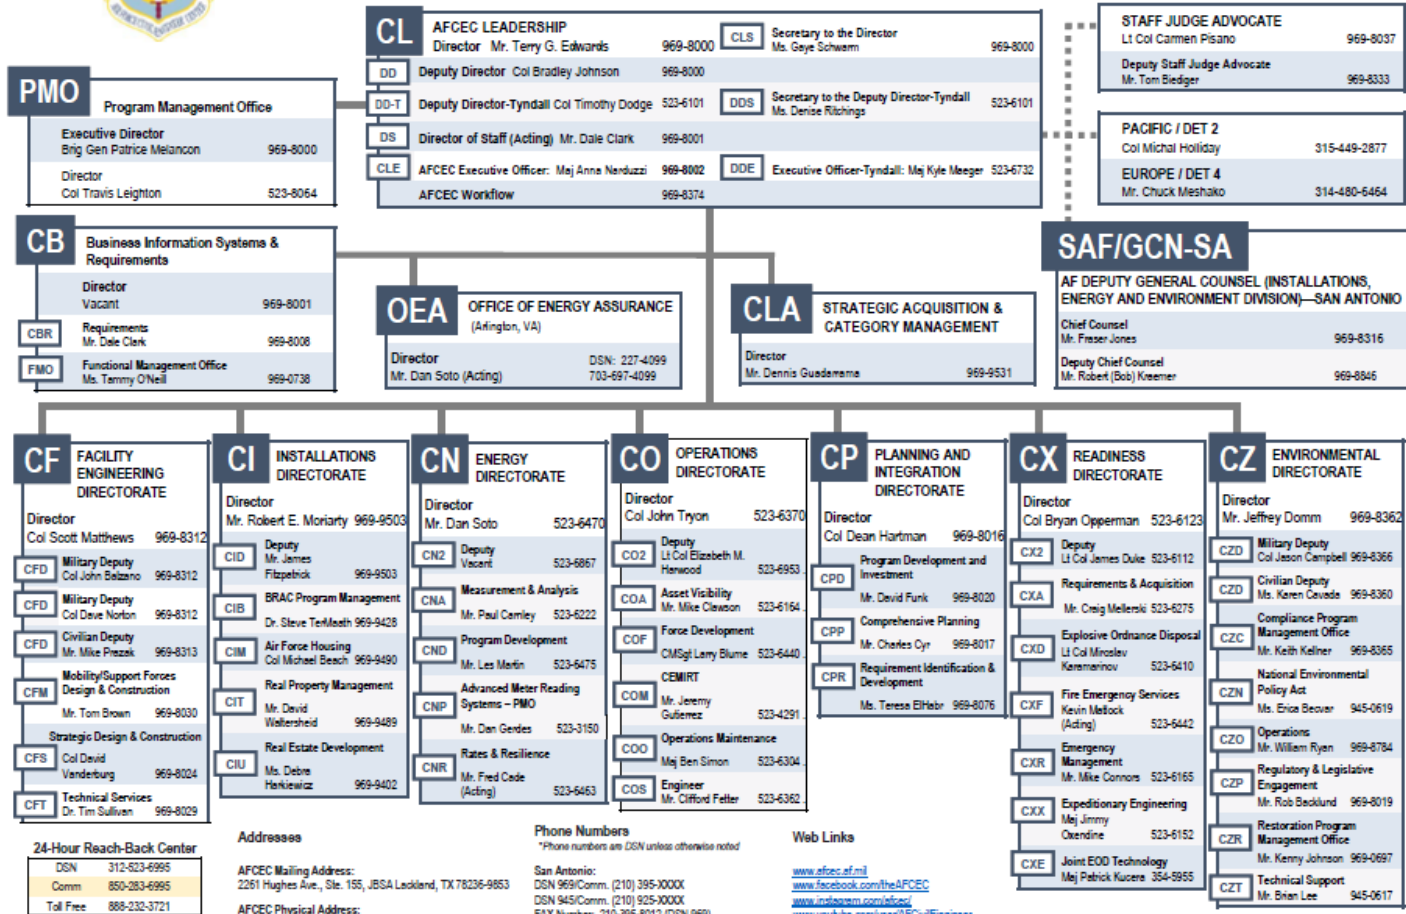 CL
AFCEC LEADERSHIP
Director Mr. Terry G. Edwards 969-8000
CLS
Secretary to the Director
Ms. Gaye Schwarm 969-8000
DD
Deputy Director Col Bradley Johnson 969-8000
DD-T
Deputy Director-Tyndall Col Timothy Dodge 523-6101
DDS
Secretary to the Deputy Director-Tyndall 523-6101
Ms. Denise Ritchings
DS
Director of Staff (Acting) Mr. Dale Clark 969-8001
CLE
AFCEC Executive Officer: Maj Anna Narduzzi 969-8002
DDE
Executive Officer-Tyndall: Maj Kyle Maeger 523-6732
AFCEC Workflow 969-8374
STAFF JUDGE ADVOCATE
Lt Col Carmen Pisano 969-8037
Deputy Staff Judge Advocate
Mr. Tom Biediger 969-8333
PACIFIC / DET 2
Col Michal Holliday 315-449-2877
EUROPE / DET 4
Mr. Chuck Meshako 314-480-6464
PMO
Program Management Office
Executive Director
Brig Gen Patrice Melancon 969-8000
Director
Col Travis Leighton 523-8064
CB
Business Information Systems &
Requirements
Director
Vacant 969-8001
CBR
Requirements
Mr. Dale Clark 969-8008
FMO
Functional Management Office
Ms. Tammy O'Neill 969-0738
OEA
OFFICE OF ENERGY ASSURANCE
(Arlington, VA)
Director DSN: 227-4099
Mr. Dan Soto (Acting) 703-697-4099
CLA
STRATEGIC ACQUISITION &
CATEGORY MANAGEMENT
Director
Mr. Dennis Guadarrama 969-9531
SAF/GCN-SA
AF DEPUTY GENERAL COUNSEL (INSTALLATIONS,
ENERGY AND ENVIRONMENT DIVISION)—SAN ANTONIO
Chief Counsel
Mr. Fraser Jones 969-8316
Deputy Chief Counsel
Mr. Robert (Bob) Kraemer 969-8846
CF
FACILITY
ENGINEERING
DIRECTORATE
Director
Col Scott Matthews 969-8312
CFD
Military Deputy
Col John Balzano 969-8312
CFD
Military Deputy
Col Dave Norton 969-8312
CFD
Civilian Deputy
Mr. Mike Prazak 969-8313
CFM
Mobility/Support Forces
Design & Construction
Mr. Tom Brown 969-8030
CFS
Strategic Design & Construction
Col David
Vanderburg 969-8024
CFT
Technical Services
Dr. Tim Sullivan 969-8029
CI
INSTALLATIONS
DIRECTORATE
Director
Mr. Robert E. Moriarty 969-9503
CID
Deputy
Mr. James
Fitzpatrick 969-9503
CIB
BRAC Program Management
Dr. Steve TerMaath 969-9428
CIM
Air Force Housing
Col Michael Beach 969-9490
CIT
Real Property Management
Mr. David
Waltersheid 969-9489
CIU
Real Estate Development
Ms. Debra
Harkiewicz 969-9402
CN
ENERGY
DIRECTORATE
Director
Mr. Dan Soto 523-6470
CN2
Deputy
Vacant 523-6867
CNA
Measurement & Analysis
Mr. Paul Carnley 523-6222
CND
Program Development
Mr. Les Martin 523-6475
CNP
Advanced Meter Reading
Systems – PMO
Mr. Dan Gerdes 523-3150
CNR
Rates & Resilience
Mr. Fred Cade
(Acting) 523-6463
CO
OPERATIONS
DIRECTORATE
Director
Col John Tryon 523-6370
CO2
Deputy
Lt Col Elizabeth M.
Harwood 523-6953
COA
Asset Visibility
Mr. Mike Clawson 523-6164
COF
Force Development
CMSgt Larry Blume 523-6440
COM
CEMIRT
Mr. Jeremy
Gutierrez 523-4291
COO
Operations Maintenance
Maj Ben Simon 523-6304
COS
Engineer
Mr. Clifford Fetter 523-6362
CP
PLANNING AND
INTEGRATION
DIRECTORATE
Director
Col Dean Hartman 969-8016
CPD
Program Development and
Investment
Mr. David Funk 969-8020
CPP
Comprehensive Planning
Mr. Charles Cyr 969-8017
CPR
Requirement Identification &
Development
Ms. Teresa ElHabr 969-8076
CX
READINESS
DIRECTORATE
Director
Col Bryan Opperman 523-6123
CX2
Deputy
Lt Col James Duke 523-6112
CXA
Requirements & Acquisition
Mr. Craig Mellerski 523-6275
CXD
Explosive Ordnance Disposal
Lt Col Miroslav
Karamarinov 523-6410
CXF
Fire Emergency Services
Kevin Matlock
(Acting) 523-6442
CXR
Emergency
Management
Mr. Mike Connors 523-6165
CXX
Expeditionary Engineering
Maj Jimmy
Oxendine 523-6152
CXE
Joint EOD Technology
Maj Patrick Kucera 354-5955
CZ
ENVIRONMENTAL
DIRECTORATE
Director
Mr. Jeffrey Domm 969-8362
CZD
Military Deputy
Col Jason Campbell 969-8366
CZD
Civilian Deputy
Ms. Karen Cavada 969-8360
CZC
Compliance Program
Management Office
Mr. Keith Kellner 969-8365
CZN
National Environmental
Policy Act
Ms. Erica Becvar 945-0619
CZO
Operations
Mr. William Ryan 969-8784
CZP
Regulatory & Legislative
Engagement
Mr. Rob Backlund 969-8019
CZR
Restoration Program
Management Office
Mr. Kenny Johnson 969-0697
CZT
Technical Support
Mr. Brian Lee 945-0617
24-Hour Reach-Back Center
DSN 312-523-6995
Comm 850-283-6995
Toll Free 888-232-3721
Addresses
AFCEC Mailing Address:
2261 Hughes Ave., Ste. 155, JBSA Lackland, TX 78236-9853
AFCEC Physical Address:
Phone Numbers
*Phone numbers are DSN unless otherwise noted
San Antonio:
DSN 969/Comm. (210) 395-XXXX
DSN 945/Comm. (210) 925-XXXX
FAX Number: 210-395-8012 (DSN 969)
Web Links
www.afcec.af.mil
www.facebook.com/theAFCEC
www.instagram.com/afcec/